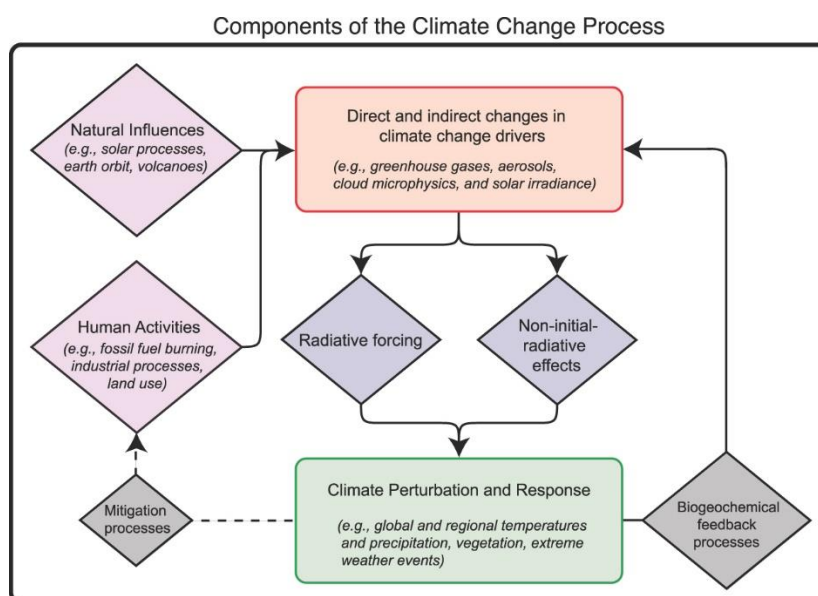 Components of the Climate Change Process
Natural Influences
(e.g., solar processes,
earth orbit, volcanoes)
Direct and indirect changes in
climate change drivers
(e.g., greenhouse gases, aerosols,
cloud microphysics, and solar irradiance)
Human Activities
(e.g., fossil fuel burning,
industrial processes,
land use)
Radiative forcing
Non-initial-
radiative
effects
Mitigation
processes
Climate Perturbation and Response
(e.g., global and regional temperatures
and precipitation, vegetation, extreme
weather events)
Biogeochemical
feedback
processes